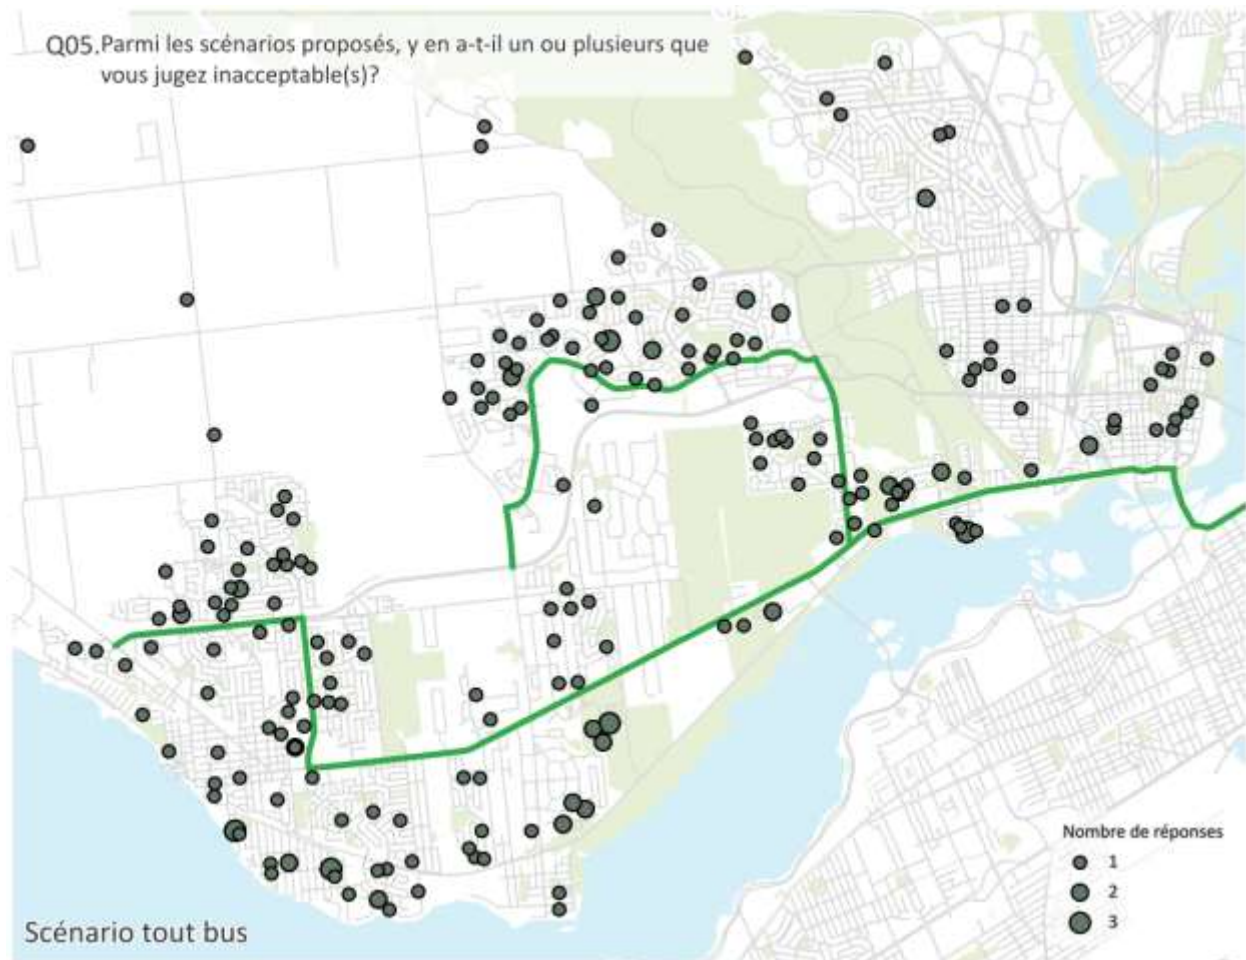 Q05.Parmi les scénarios proposés, y en a-t-il un ou plusieurs que
vous jugez inacceptable(s)?
Nombre de réponses
1
2
3
Scénario tout bus